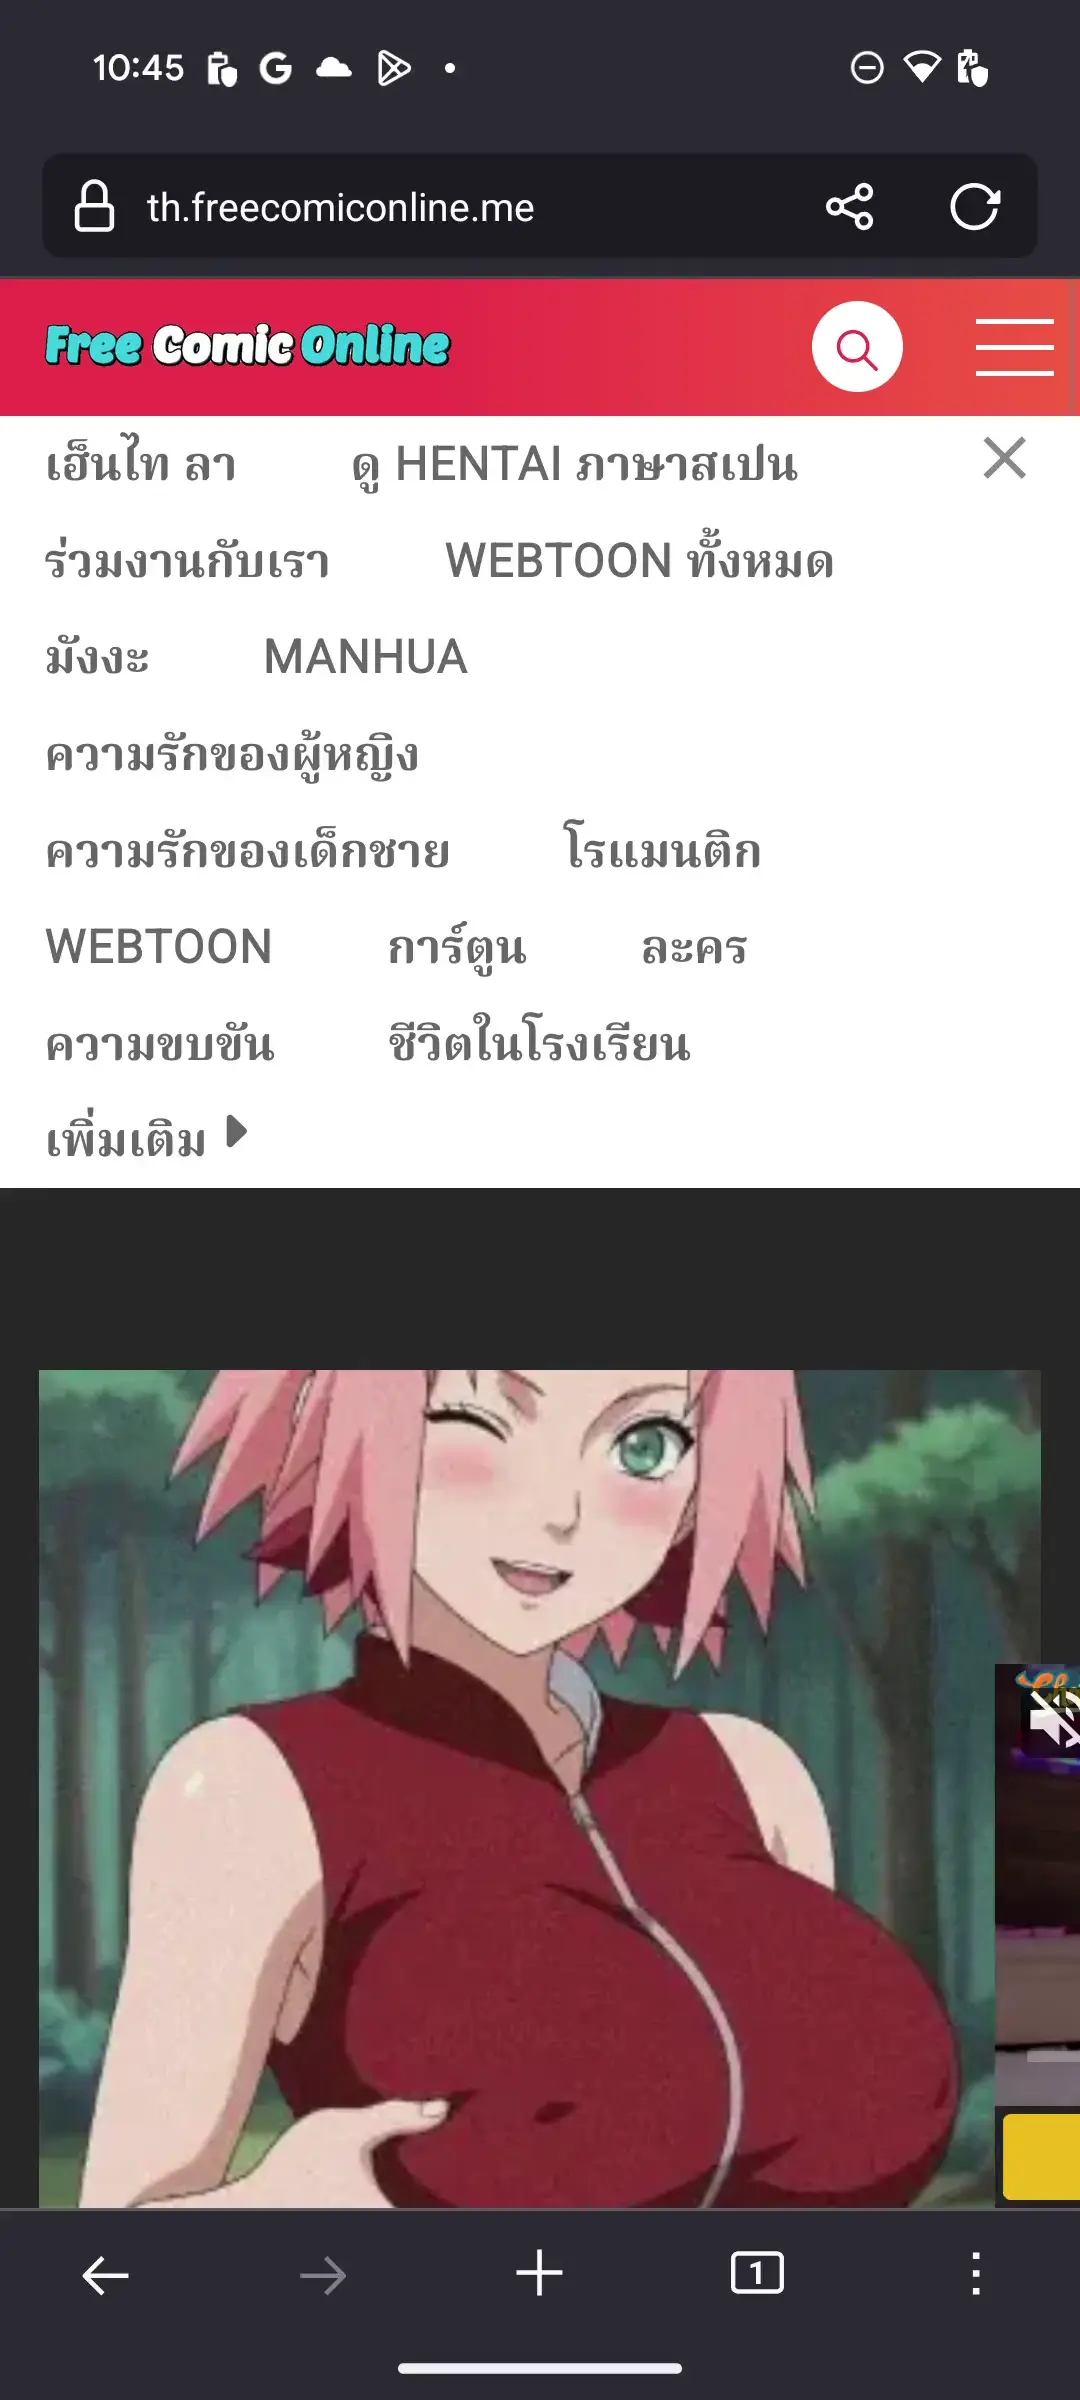 10:45
th.freecomiconline.me
Free Comic Online
เฮ็นไท ลา ดู HENTAI ภาษาสเปน
ร่วมงานกับเรา WEBTOON ทั้งหมด
มังงะ MANHUA
ความรักของผู้หญิง
ความรักของเด็กชาย โรแมนติก
WEBTOON การ์ตูน ละคร
ความขบขัน ชีวิตในโรงเรียน
เพิ่มเติม
1